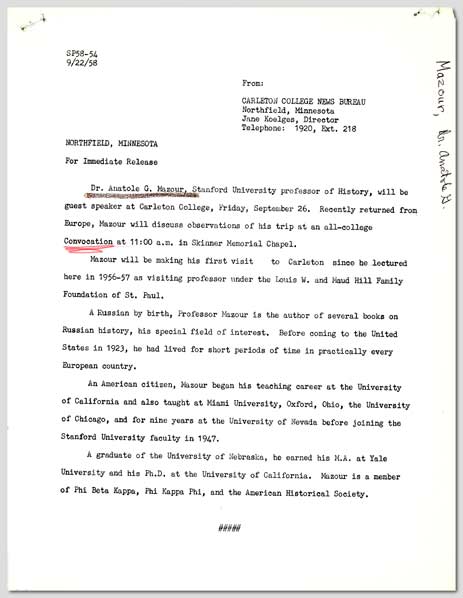 SP58-54
9/22/58
From:
CARLETON COLLEGE NEWS BUREAU
Northfield, Minnesota
Jane Koelges, Director
Telephone: 1920, Ext. 218
NORTHFIELD, MINNESOTA
For Immediate Release
Dr. Anatole G. Mazour, Stanford University professor of History, will be
guest speaker at Carleton College, Friday, September 26. Recently returned from
Europe, Mazour will discuss observations of his trip at an all-college
Convocation at 11:00 a.m. in Skinner Memorial Chapel.
Mazour will be making his first visit to Carleton since he lectured
here in 1956-57 as visiting professor under the Louis W. and Maud Hill Family
Foundation of St. Paul.
A Russian by birth, Professor Mazour is the author of several books on
Russian history, his special field of interest. Before coming to the United
States in 1923, he had lived for short periods of time in practically every
European country.
An American citizen, Mazour began his teaching career at the University
of California and also taught at Miami University, Oxford, Ohio, the University
of Chicago, and for nine years at the University of Nevada before joining the
Stanford University faculty in 1947.
A graduate of the University of Nebraska, he earned his M.A. at Yale
University and his Ph.D. at the University of California. Mazour is a member
of Phi Beta Kappa, Phi Kappa Phi, and the American Historical Society.
#####
Mazour, Dr. Anatole G.